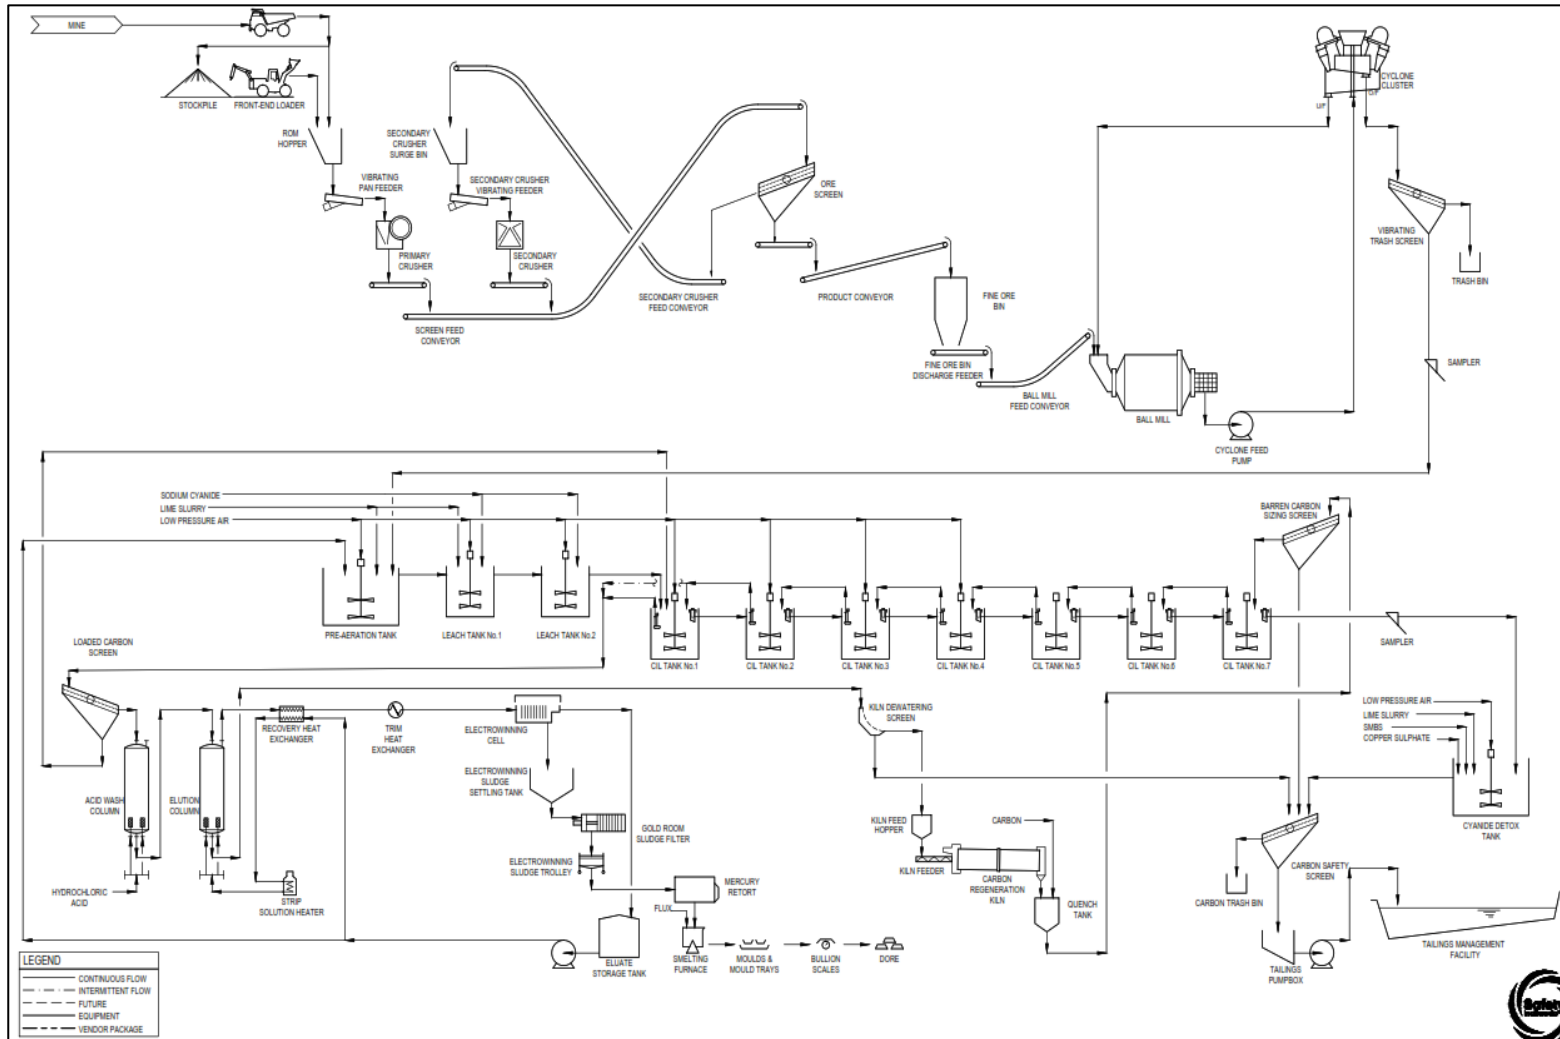 MINE
STOCKPILE
FRONT-END LOADER
ROM
HOPPER
VIBRATING
PAN FEEDER
PRIMARY
CRUSHER
SECONDARY
CRUSHER
SURGE BIN
SECONDARY CRUSHER
VIBRATING FEEDER
SECONDARY
CRUSHER
SCREEN FEED
CONVEYOR
SECONDARY CRUSHER
FEED CONVEYOR
ORE
SCREEN
PRODUCT CONVEYOR
FINE ORE
BIN
FINE ORE BIN
DISCHARGE FEEDER
BALL MILL
FEED CONVEYOR
BALL MILL
CYCLONE FEED
PUMP
CYCLONE
CLUSTER
U/F
O/F
VIBRATING
TRASH SCREEN
TRASH BIN
SAMPLER
SODIUM CYANIDE
LIME SLURRY
LOW PRESSURE AIR
PRE-AERATION TANK
LEACH TANK No.1
LEACH TANK No.2
CIL TANK No.1
CIL TANK No.2
CIL TANK No.3
CIL TANK No.4
CIL TANK No.5
CIL TANK No.6
CIL TANK No.7
BARREN CARBON
SIZING SCREEN
SAMPLER
LOADED CARBON
SCREEN
ACID WASH
COLUMN
ELUTION
COLUMN
HYDROCHLORIC
ACID
STRIP
SOLUTION HEATER
RECOVERY HEAT
EXCHANGER
TRIM
HEAT
EXCHANGER
ELECTROWINNING
CELL
ELECTROWINNING
SLUDGE
SETTLING TANK
GOLD ROOM
SLUDGE FILTER
ELECTROWINNING
SLUDGE TROLLEY
MERCURY
RETORT
FLUX
ELUATE
STORAGE TANK
SMELTING
FURNACE
MOULDS &
MOULD TRAYS
BULLION
SCALES
DORE
KILN DEWATERING
SCREEN
KILN FEED
HOPPER
KILN FEEDER
CARBON
CARBON
REGENERATION
KILN
QUENCH
TANK
LOW PRESSURE AIR
LIME SLURRY
SMBS
COPPER SULPHATE
CYANIDE DETOX
TANK
CARBON SAFETY
SCREEN
CARBON TRASH BIN
TAILINGS
PUMPBOX
TAILINGS MANAGEMENT
FACILITY
LEGEND
CONTINUOUS FLOW
INTERMITTENT FLOW
FUTURE
EQUIPMENT
VENDOR PACKAGE